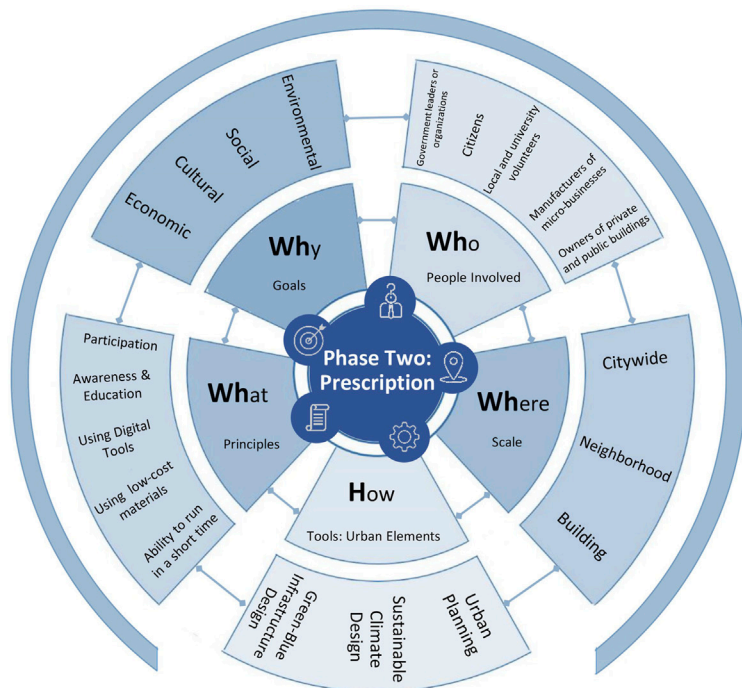 Phase Two:
Prescription
Why
Goals
Economic
Cultural
Social
Environmental
Who
People Involved
Government leaders or
organizations
Citizens
Local and university
volunteers
Manufacturers of
micro-businesses
Owners of private
and public buildings
Where
Scale
Citywide
Neighborhood
Building
How
Tools: Urban Elements
Urban
Planning
Sustainable
Climate
Design
Green-Blue
Infrastructure
Design
What
Principles
Participation
Awareness &
Education
Using Digital
Tools
Using low-cost
materials
Ability to run
in a short time